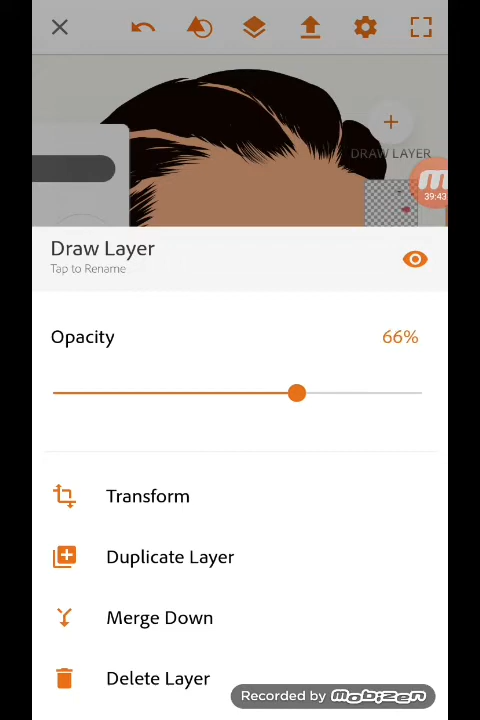 DRAW LAYER
39:43
Draw Layer
Tap to Rename
Opacity 66%
Transform
Duplicate Layer
Merge Down
Delete Layer
Recorded by mobizen